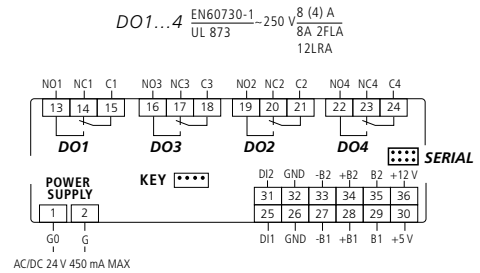 DO1...4 EN60730-1 ~250 V 8 (4) A
UL 873 8A 2FLA
12LRA
NO1 NC1 C1 NO3 NC3 C3 NO2 NC2 C2 NO4 NC4 C4
13 14 15 16 17 18 19 20 21 22 23 24
DO1 DO3 DO2 DO4
SERIAL
POWER SUPPLY
KEY
DI2 GND -B2 +B2 B2 +12 V
31 32 33 34 35 36
1 2 25 26 27 28 29 30
G0 G DI1 GND -B1 +B1 B1 +5 V
AC/DC 24 V 450 mA MAX